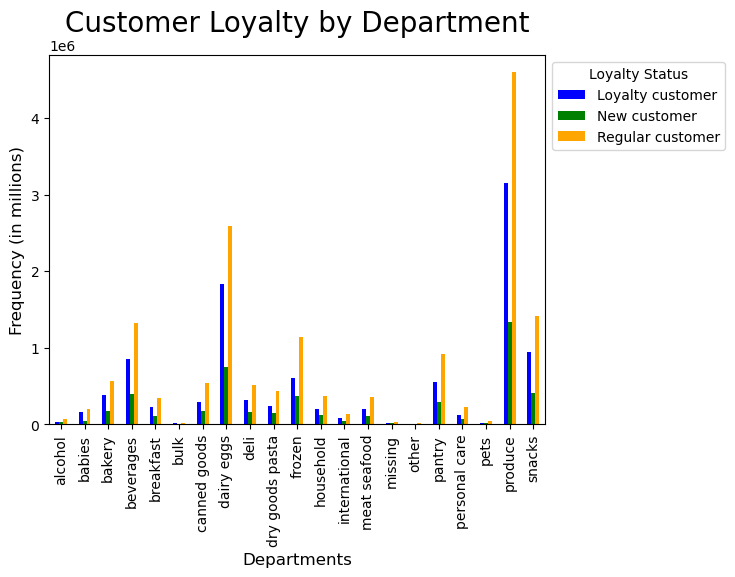 Customer Loyalty by Department
1e6
Loyalty Status
Loyalty customer
New customer
Regular customer
Frequency (in millions)
4
3
2
1
0
alcohol
babies
bakery
beverages
breakfast
bulk
canned goods
dairy eggs
deli
dry goods pasta
frozen
household
international
meat seafood
missing
other
pantry
personal care
pets
produce
snacks
Departments